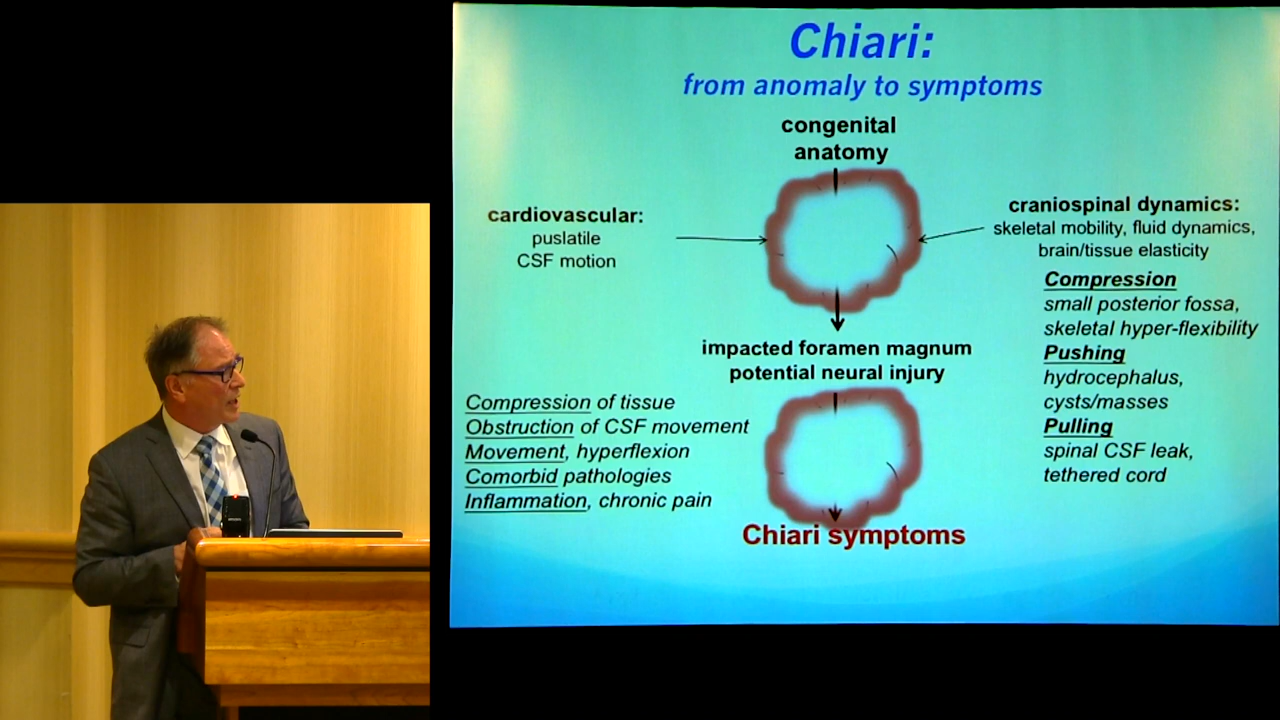 Chiari:
from anomaly to symptoms
congenital
anatomy
cardiovascular:
puslatile
CSF motion
craniospinal dynamics:
skeletal mobility, fluid dynamics,
brain/tissue elasticity
Compression
small posterior fossa,
skeletal hyper-flexibility
Pushing
hydrocephalus,
cysts/masses
Pulling
spinal CSF leak,
tethered cord
impacted foramen magnum
potential neural injury
Compression of tissue
Obstruction of CSF movement
Movement, hyperflexion
Comorbid pathologies
Inflammation, chronic pain
Chiari symptoms